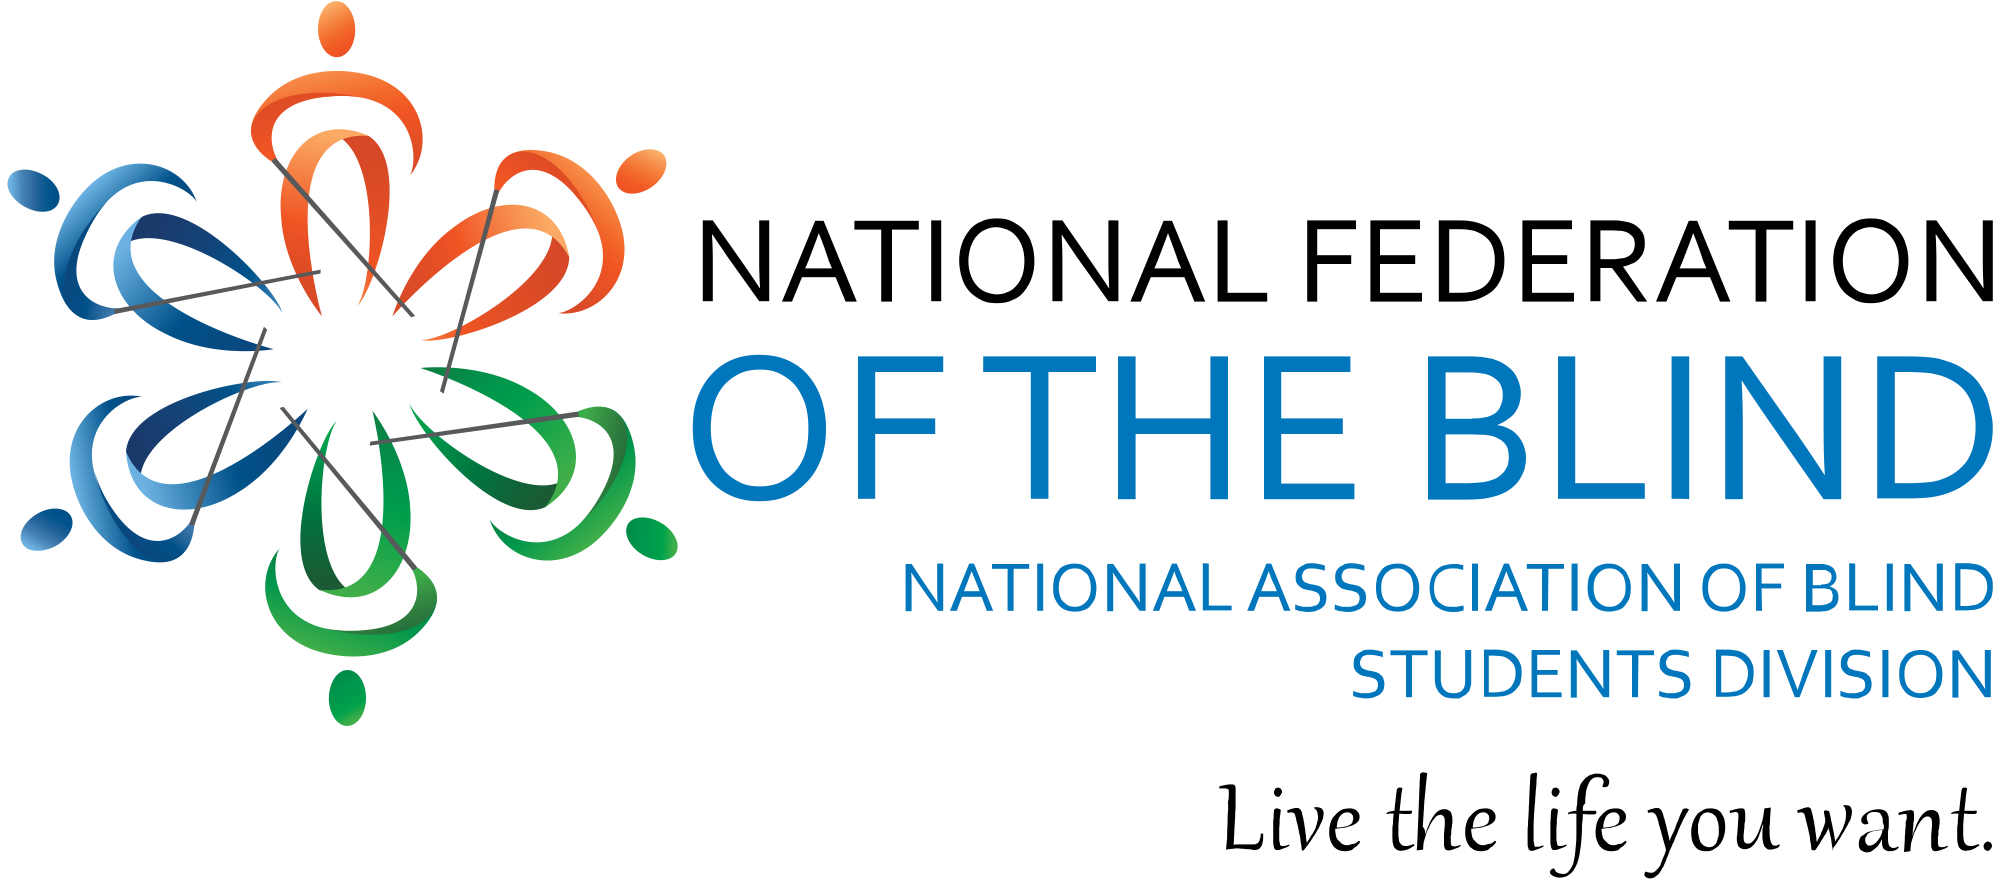 NATIONAL FEDERATION
OF THE BLIND
NATIONAL ASSOCIATION OF BLIND
STUDENTS DIVISION
Live the life you want.